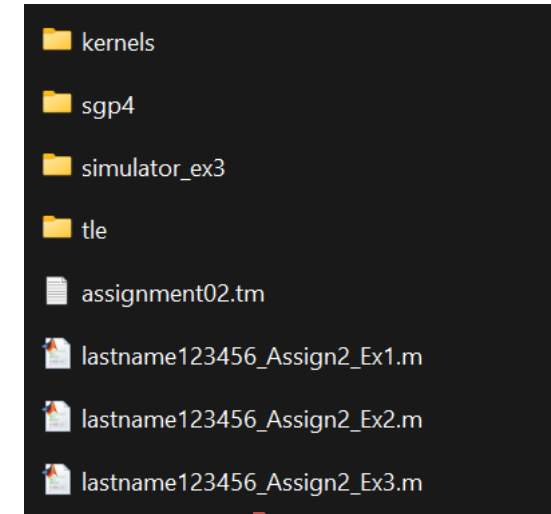 kernels
sgp4
simulator_ex3
tle
assignment02.tm
lastname123456_Assign2_Ex1.m
lastname123456_Assign2_Ex2.m
lastname123456_Assign2_Ex3.m